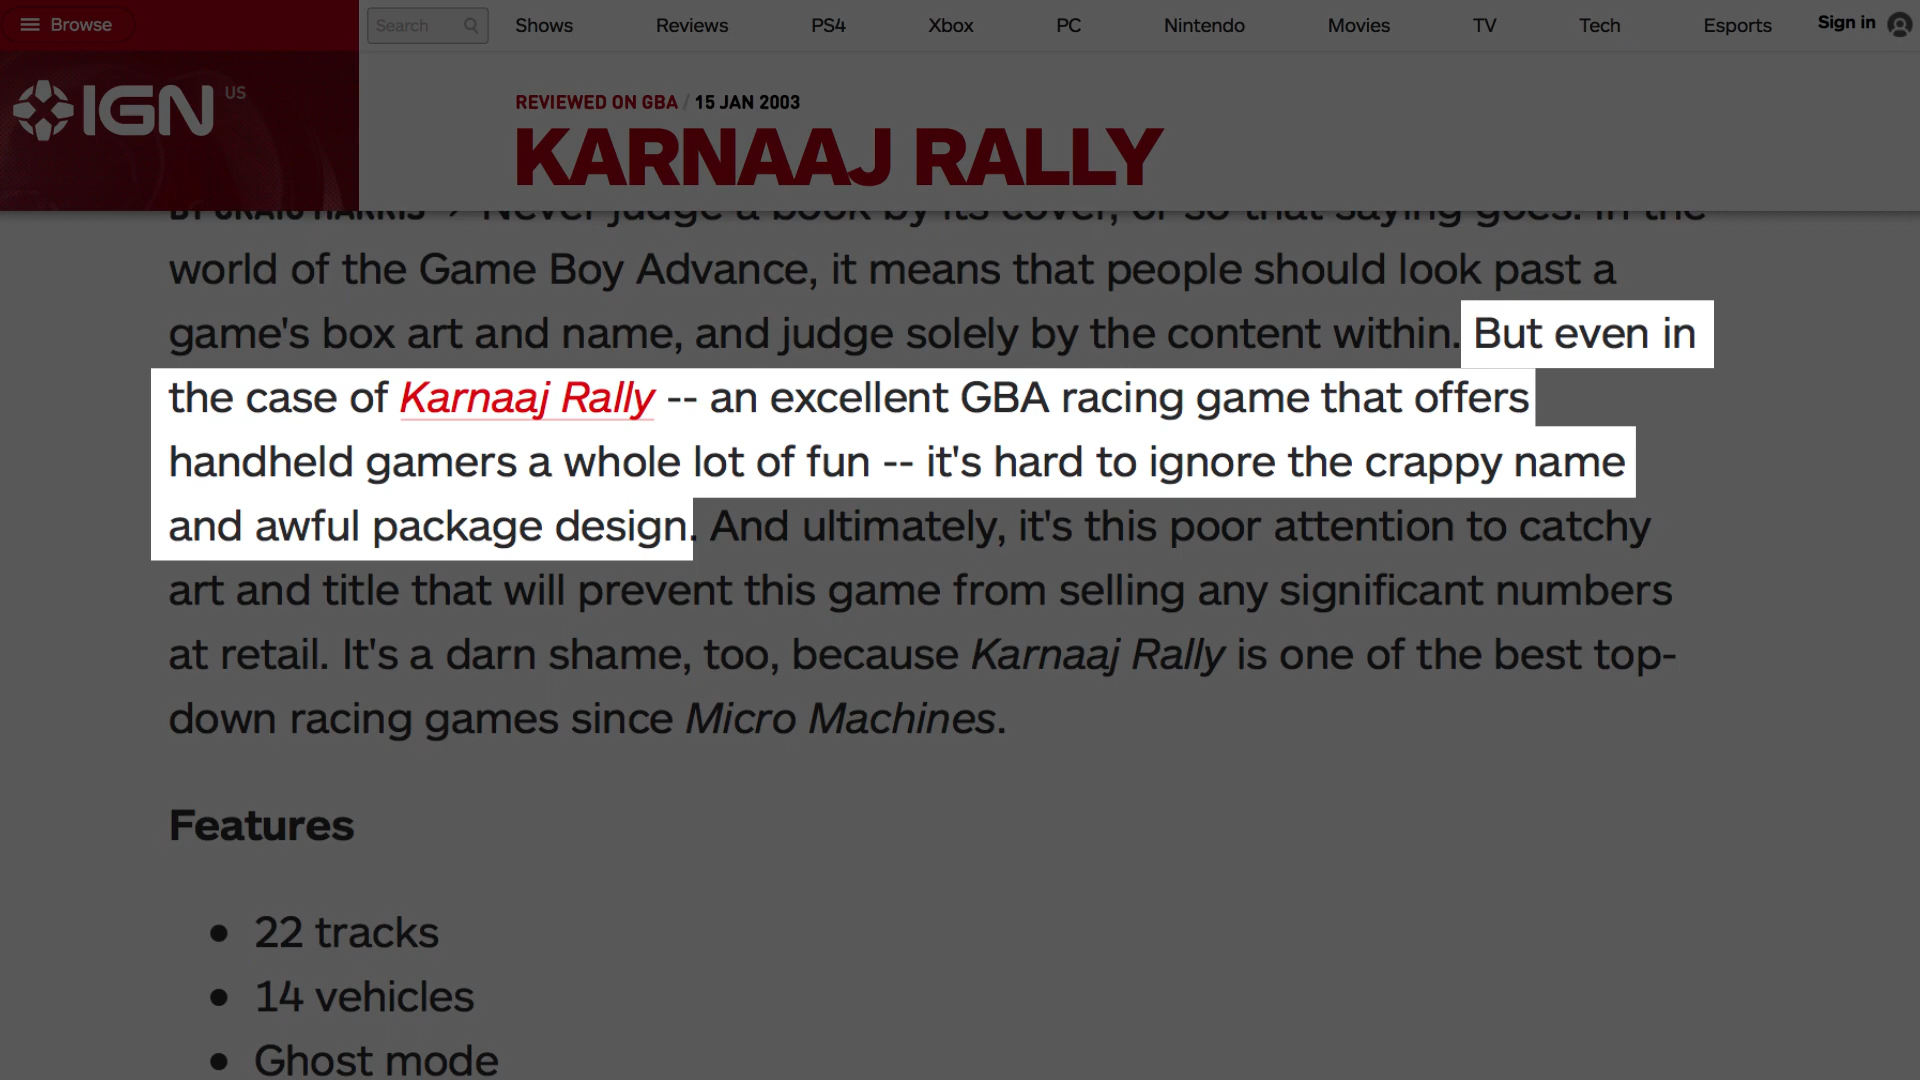 Browse
Search
Shows
Reviews
PS4
Xbox
PC
Nintendo
Movies
TV
Tech
Esports
Sign in
IGN US
REVIEWED ON GBA / 15 JAN 2003
KARNAAJ RALLY
BY CRAIG HARRIS Never judge a book by its cover, or so that saying goes. In the
world of the Game Boy Advance, it means that people should look past a
game's box art and name, and judge solely by the content within. But even in
the case of Karnaaj Rally -- an excellent GBA racing game that offers
handheld gamers a whole lot of fun -- it's hard to ignore the crappy name
and awful package design. And ultimately, it's this poor attention to catchy
art and title that will prevent this game from selling any significant numbers
at retail. It's a darn shame, too, because Karnaaj Rally is one of the best top-
down racing games since Micro Machines.
Features
• 22 tracks
• 14 vehicles
• Ghost mode